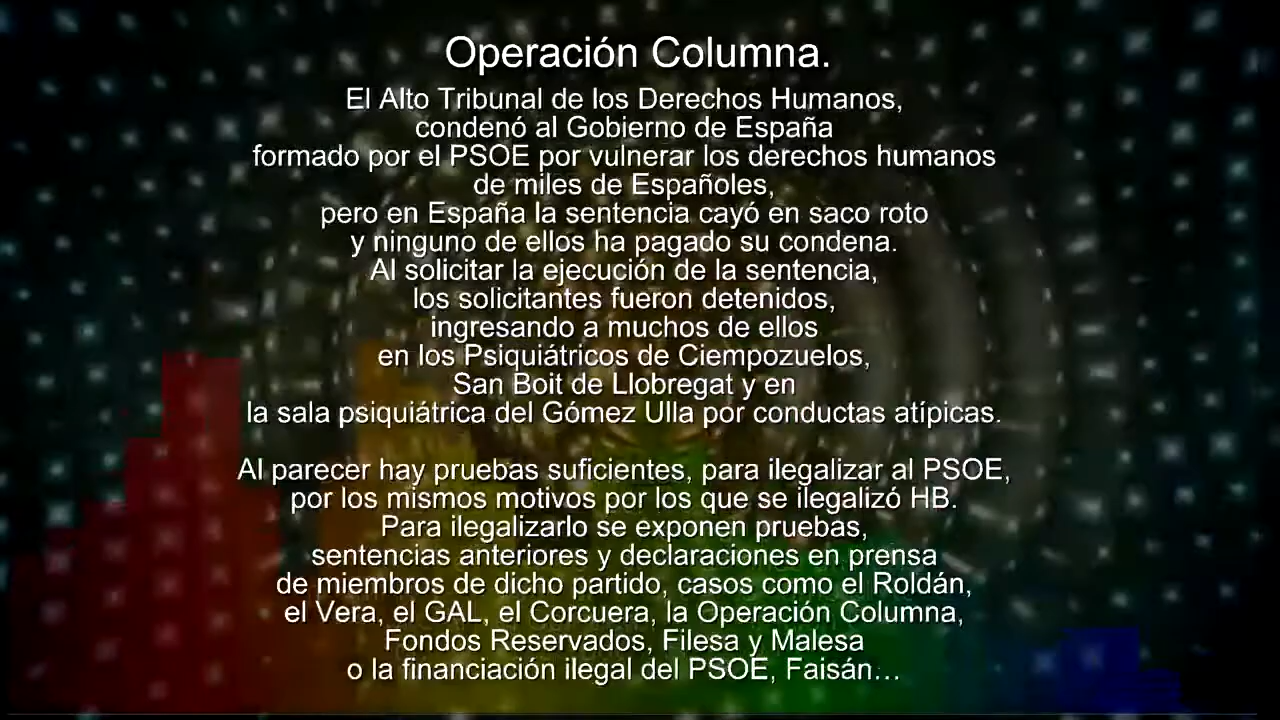 Operación Columna.
El Alto Tribunal de los Derechos Humanos,
condenó al Gobierno de España
formado por el PSOE por vulnerar los derechos humanos
de miles de Españoles,
pero en España la sentencia cayó en saco roto
y ninguno de ellos ha pagado su condena.
Al solicitar la ejecución de la sentencia,
los solicitantes fueron detenidos,
ingresando a muchos de ellos
en los Psiquiátricos de Ciempozuelos,
San Boit de Llobregat y en
la sala psiquiátrica del Gómez Ulla por conductas atípicas.
Al parecer hay pruebas suficientes, para ilegalizar al PSOE,
por los mismos motivos por los que se ilegalizó HB.
Para ilegalizarlo se exponen pruebas,
sentencias anteriores y declaraciones en prensa
de miembros de dicho partido, casos como el Roldán,
el Vera, el GAL, el Corcuera, la Operación Columna,
Fondos Reservados, Filesa y Malesa
o la financiación ilegal del PSOE, Faisán…